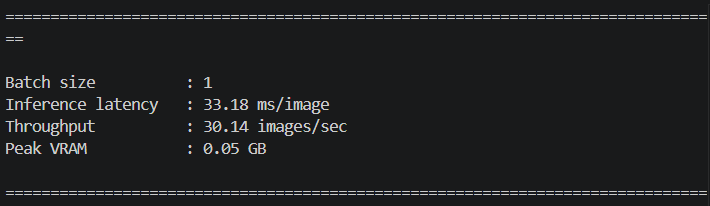 ==============================================================================
==
Batch size          : 1
Inference latency   : 33.18 ms/image
Throughput          : 30.14 images/sec
Peak VRAM           : 0.05 GB
==============================================================================